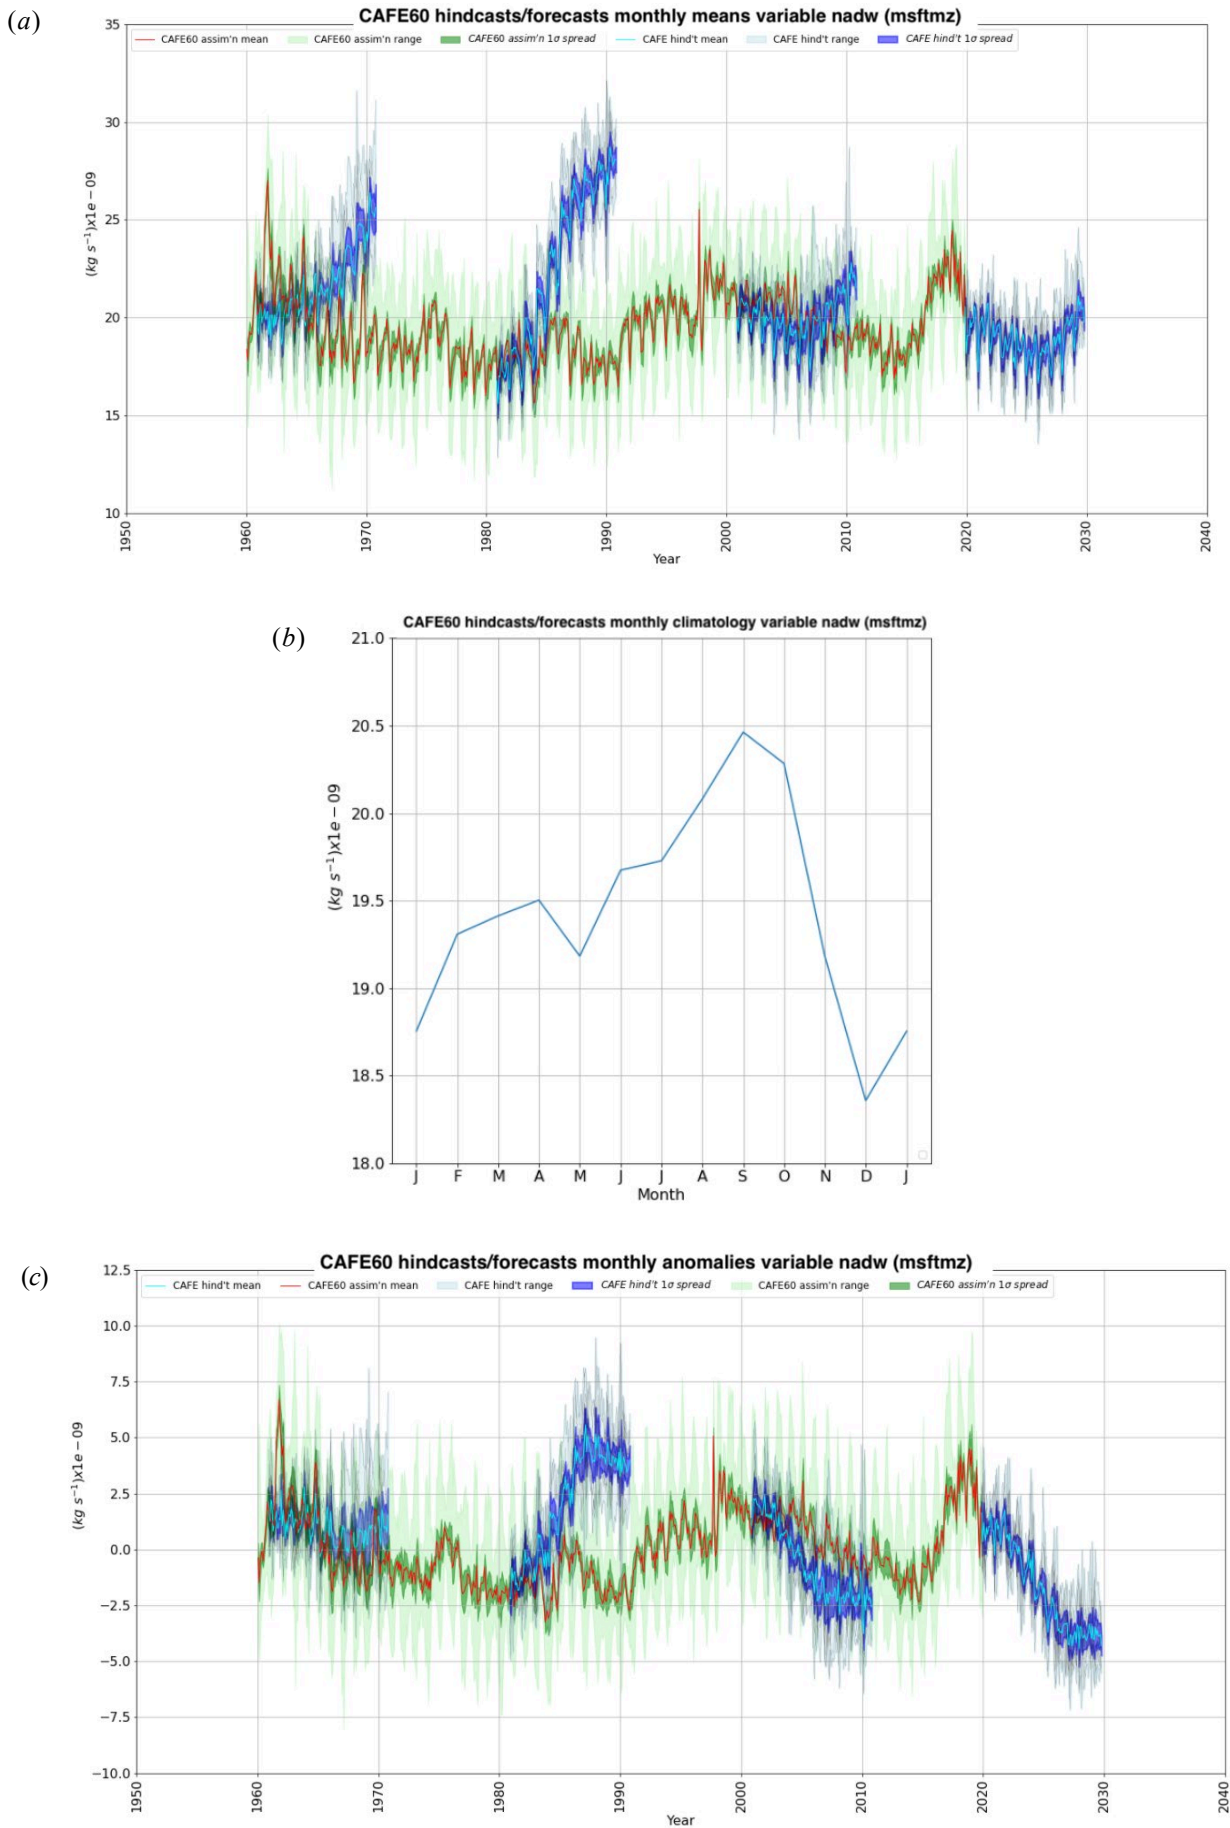 (a)
CAFE60 hindcasts/forecasts monthly means variable nadw (msftmz)
CAFE60 assim'n mean CAFE60 assim'n range CAFE60 assim'n 1σ spread CAFE hind't mean CAFE hind't range CAFE hind't 1σ spread
35
30
25
20
15
10
(kg s⁻¹)x1e − 09
1950 1960 1970 1980 1990 2000 2010 2020 2030 2040
Year
(b)
CAFE60 hindcasts/forecasts monthly climatology variable nadw (msftmz)
21.0
20.5
20.0
19.5
19.0
18.5
18.0
(kg s⁻¹)x1e − 09
J F M A M J J A S O N D J
Month
(c)
CAFE60 hindcasts/forecasts monthly anomalies variable nadw (msftmz)
CAFE hind't mean CAFE60 assim'n mean CAFE hind't range CAFE hind't 1σ spread CAFE60 assim'n range CAFE60 assim'n 1σ spread
12.5
10.0
7.5
5.0
2.5
0.0
−2.5
−5.0
−7.5
−10.0
(kg s⁻¹)x1e − 09
1950 1960 1970 1980 1990 2000 2010 2020 2030 2040
Year